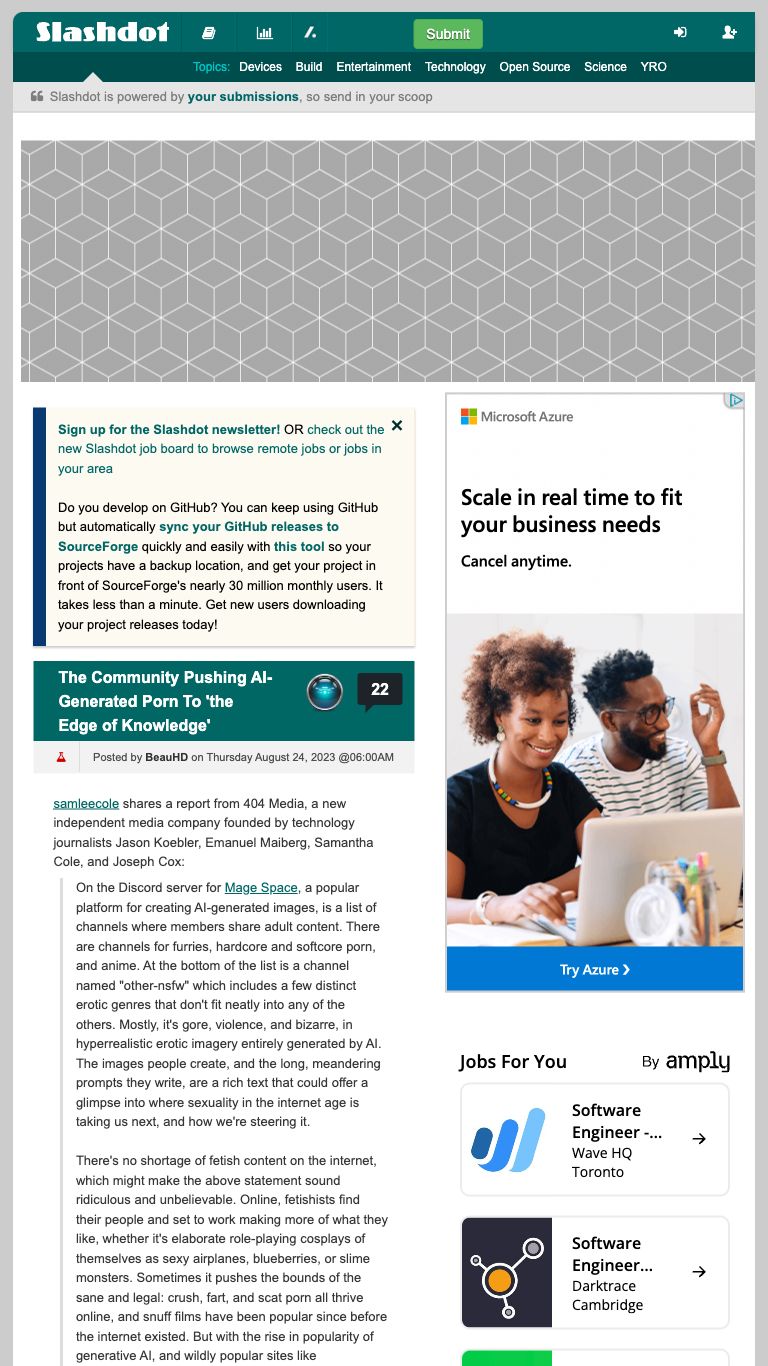 Slashdot
Submit
Topics: Devices Build Entertainment Technology Open Source Science YRO
Slashdot is powered by your submissions, so send in your scoop
Sign up for the Slashdot newsletter! OR check out the
new Slashdot job board to browse remote jobs or jobs in
your area
Do you develop on GitHub? You can keep using GitHub
but automatically sync your GitHub releases to
SourceForge quickly and easily with this tool so your
projects have a backup location, and get your project in
front of SourceForge's nearly 30 million monthly users. It
takes less than a minute. Get new users downloading
your project releases today!
The Community Pushing AI-
Generated Porn To 'the
Edge of Knowledge'
22
Posted by BeauHD on Thursday August 24, 2023 @06:00AM
samleecole shares a report from 404 Media, a new
independent media company founded by technology
journalists Jason Koebler, Emanuel Maiberg, Samantha
Cole, and Joseph Cox:
On the Discord server for Mage Space, a popular
platform for creating AI-generated images, is a list of
channels where members share adult content. There
are channels for furries, hardcore and softcore porn,
and anime. At the bottom of the list is a channel
named "other-nsfw" which includes a few distinct
erotic genres that don't fit neatly into any of the
others. Mostly, it's gore, violence, and bizarre, in
hyperrealistic erotic imagery entirely generated by AI.
The images people create, and the long, meandering
prompts they write, are a rich text that could offer a
glimpse into where sexuality in the internet age is
taking us next, and how we're steering it.
There's no shortage of fetish content on the internet,
which might make the above statement sound
ridiculous and unbelievable. Online, fetishists find
their people and set to work making more of what they
like, whether it's elaborate role-playing cosplays of
themselves as sexy airplanes, blueberries, or slime
monsters. Sometimes it pushes the bounds of the
sane and legal: crush, fart, and scat porn all thrive
online, and snuff films have been popular since before
the internet existed. But with the rise in popularity of
generative AI, and wildly popular sites like
Microsoft Azure
Scale in real time to fit
your business needs
Cancel anytime.
Try Azure
Jobs For You
By amply
Software
Engineer -...
Wave HQ
Toronto
Software
Engineer...
Darktrace
Cambridge